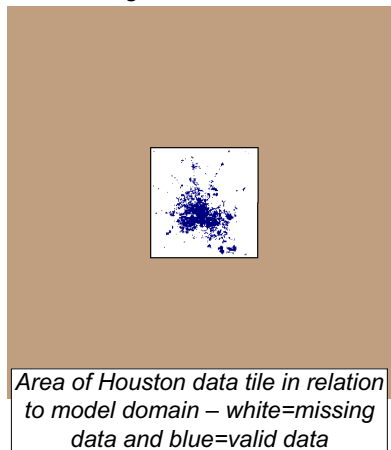 Area of Houston data tile in relation
to model domain – white=missing
data and blue=valid data